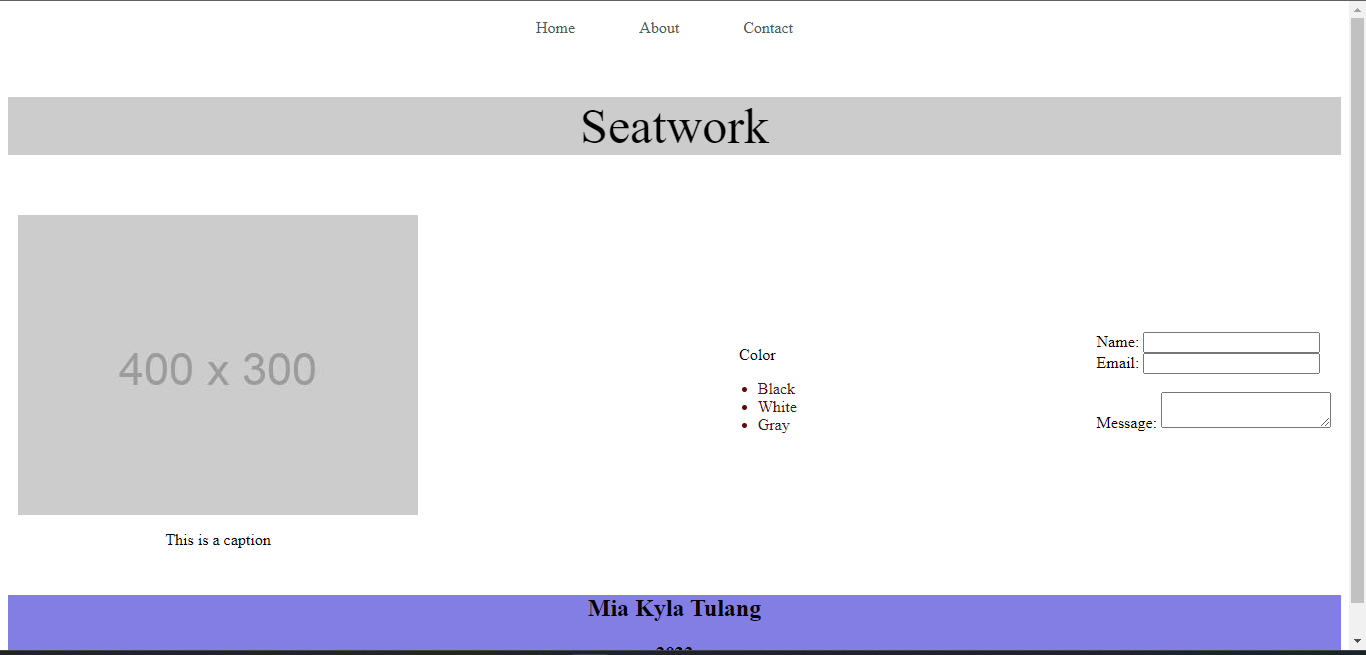 Home About Contact
Seatwork
400 x 300
This is a caption
Color
Black
White
Gray
Name:
Email:
Message:
Mia Kyla Tulang